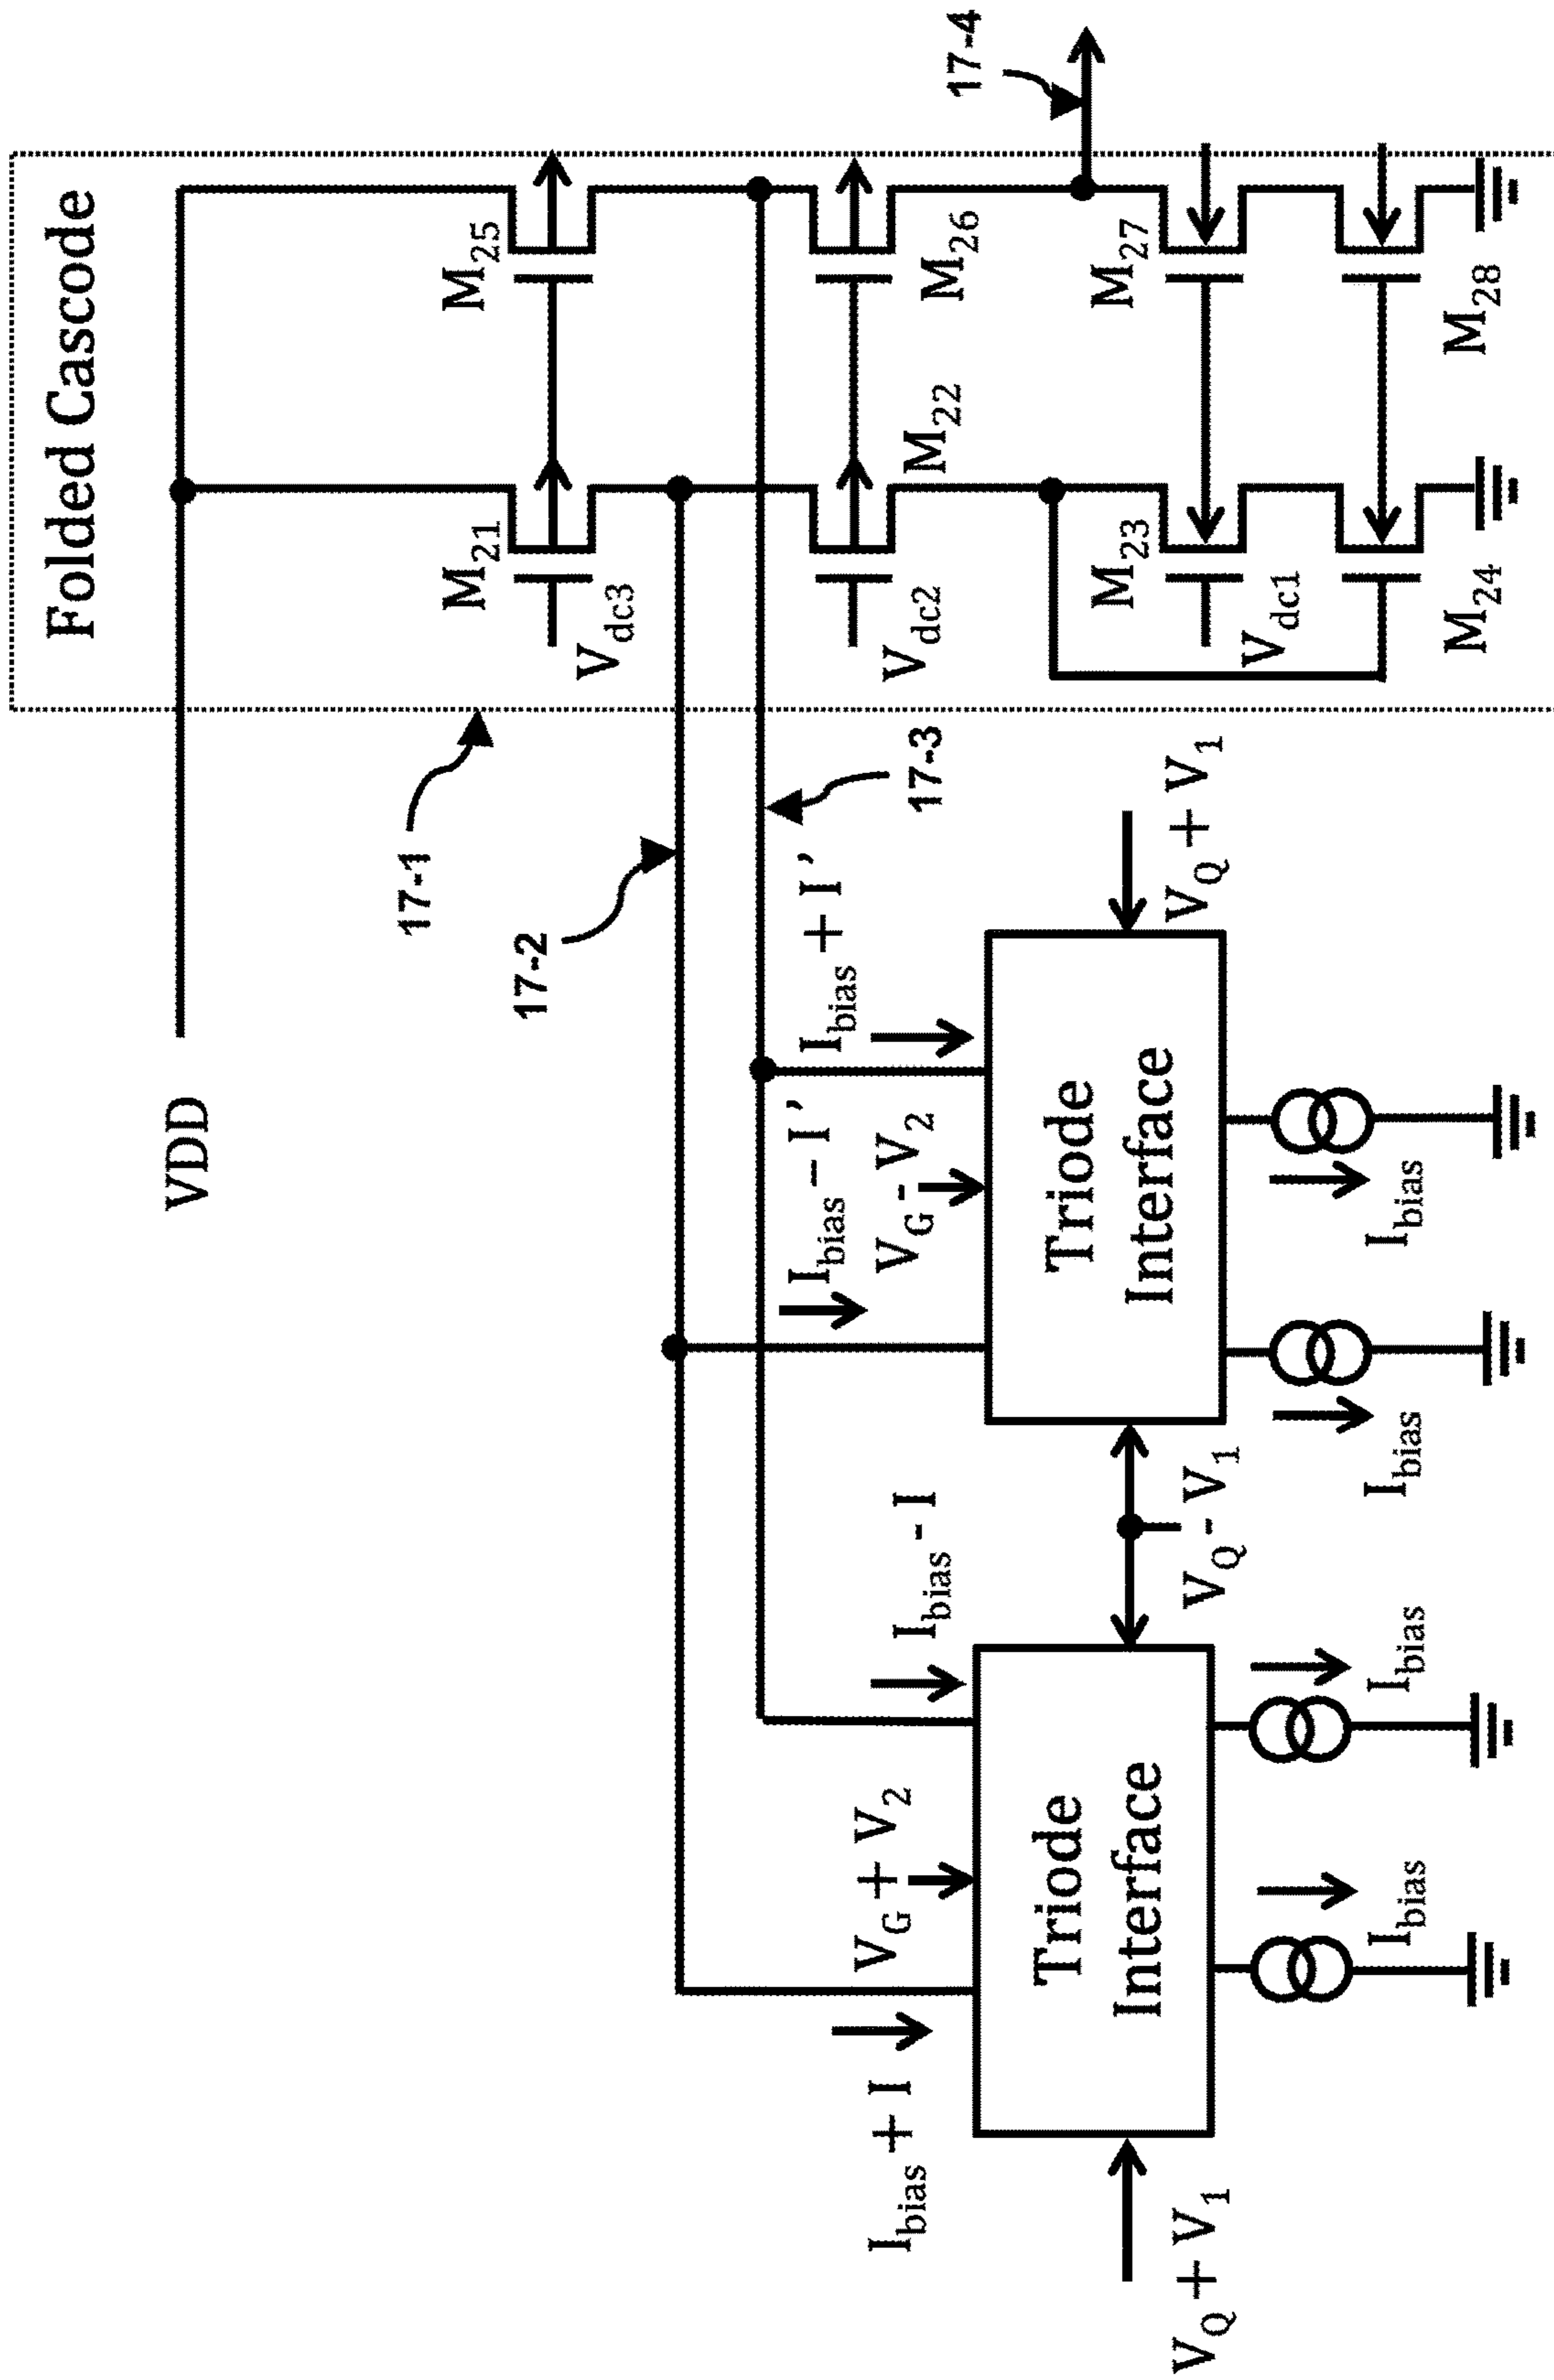 Folded Cascode
VDD
17-1
17-2
17-3
17-4
M21
M25
Vdc3
M22
M26
Vdc2
M23
M27
Vdc1
M24
M28
Ibias + I
VG + V2
Ibias - I
Ibias – I’
VG - V2
Ibias + I’
Triode
Interface
Triode
Interface
VQ + V1
VQ - V1
VQ + V1
Ibias
Ibias
Ibias
Ibias